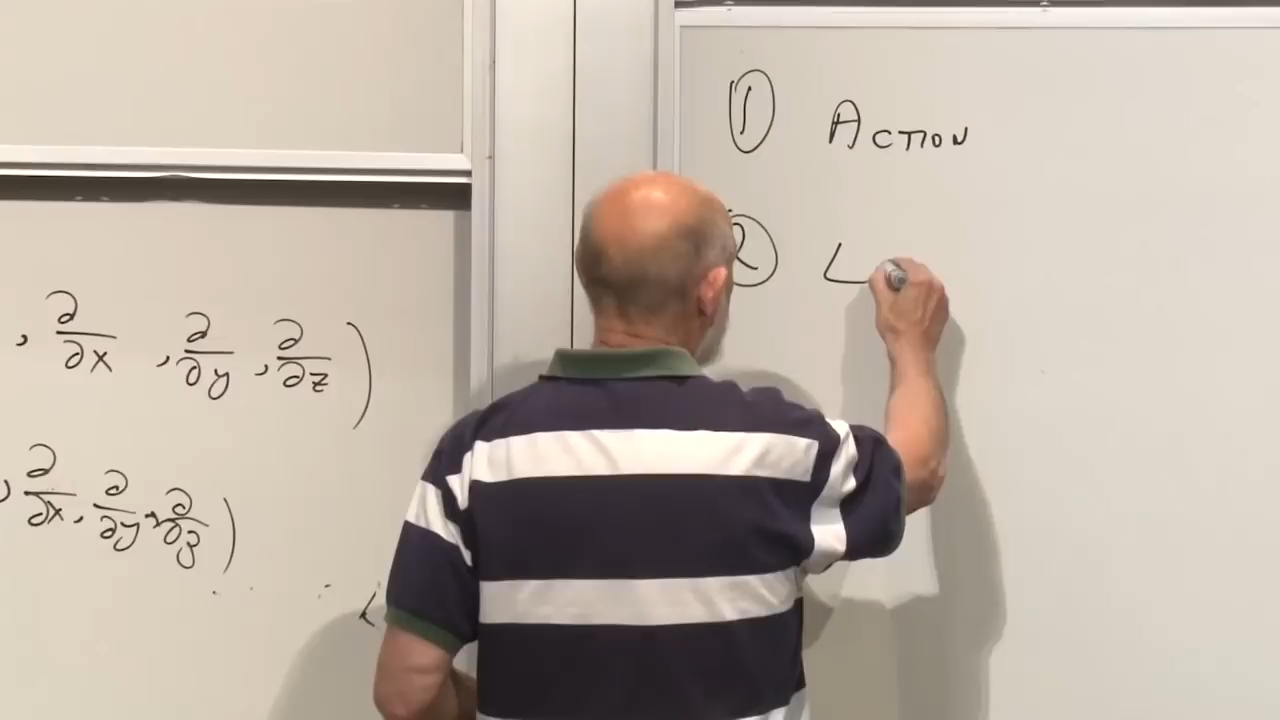 , ∂/∂x , ∂/∂y , ∂/∂z )
, ∂/∂x , ∂/∂y , ∂/∂z )
① ACTION
② L